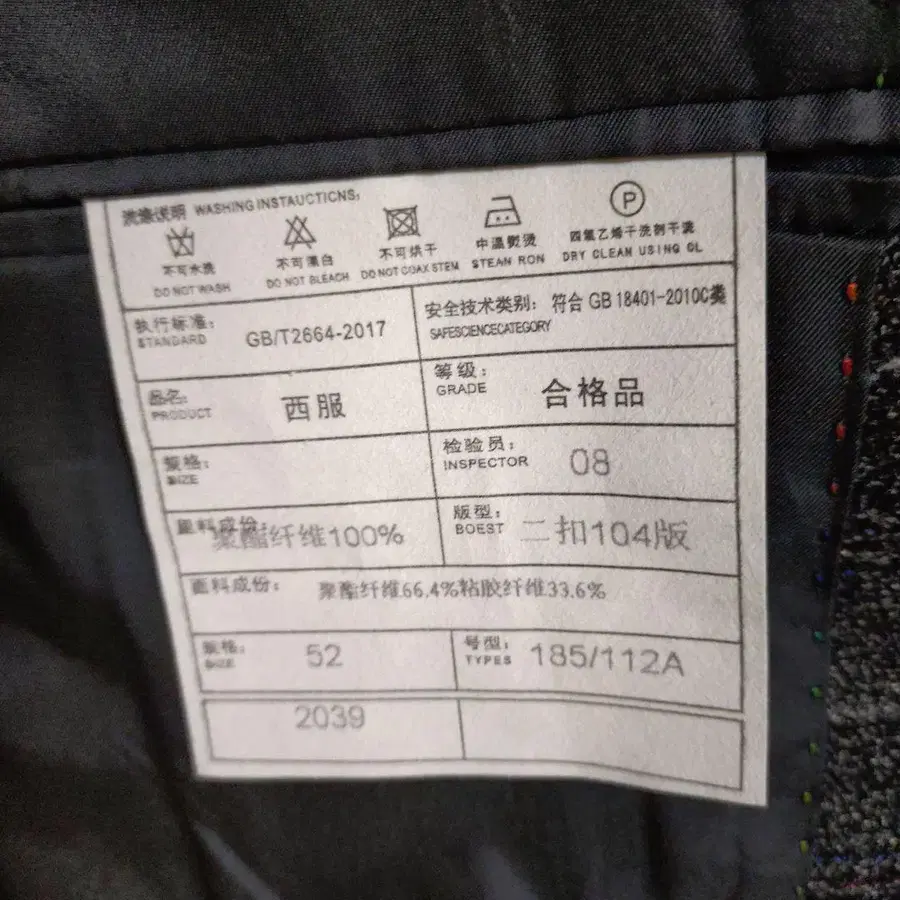 洗涤说明 WASHING INSTAUCTICNS:
P
不可水洗 不可漂白 不可烘干 中温熨烫 四氯乙烯干洗剂干洗
DO NOT WASH DO NOT BLEACH DO NOT COAX STEM STEAN RON DRY CLEAN USING GL
执行标准: GB/T2664-2017 安全技术类别: 符合 GB 18401-2010C类
STANDARD SAFESCIENCECATEGORY
品名: 西服 等级: 合格品
PRODUCT GRADE
规格: 检验员: 08
SIZE INSPECTOR
里料成份: 聚酯纤维100% 版型: 二扣104版
BOEST
面料成份: 聚酯纤维66.4%粘胶纤维33.6%
规格: 52 号型: 185/112A
SIZE TYPES
2039